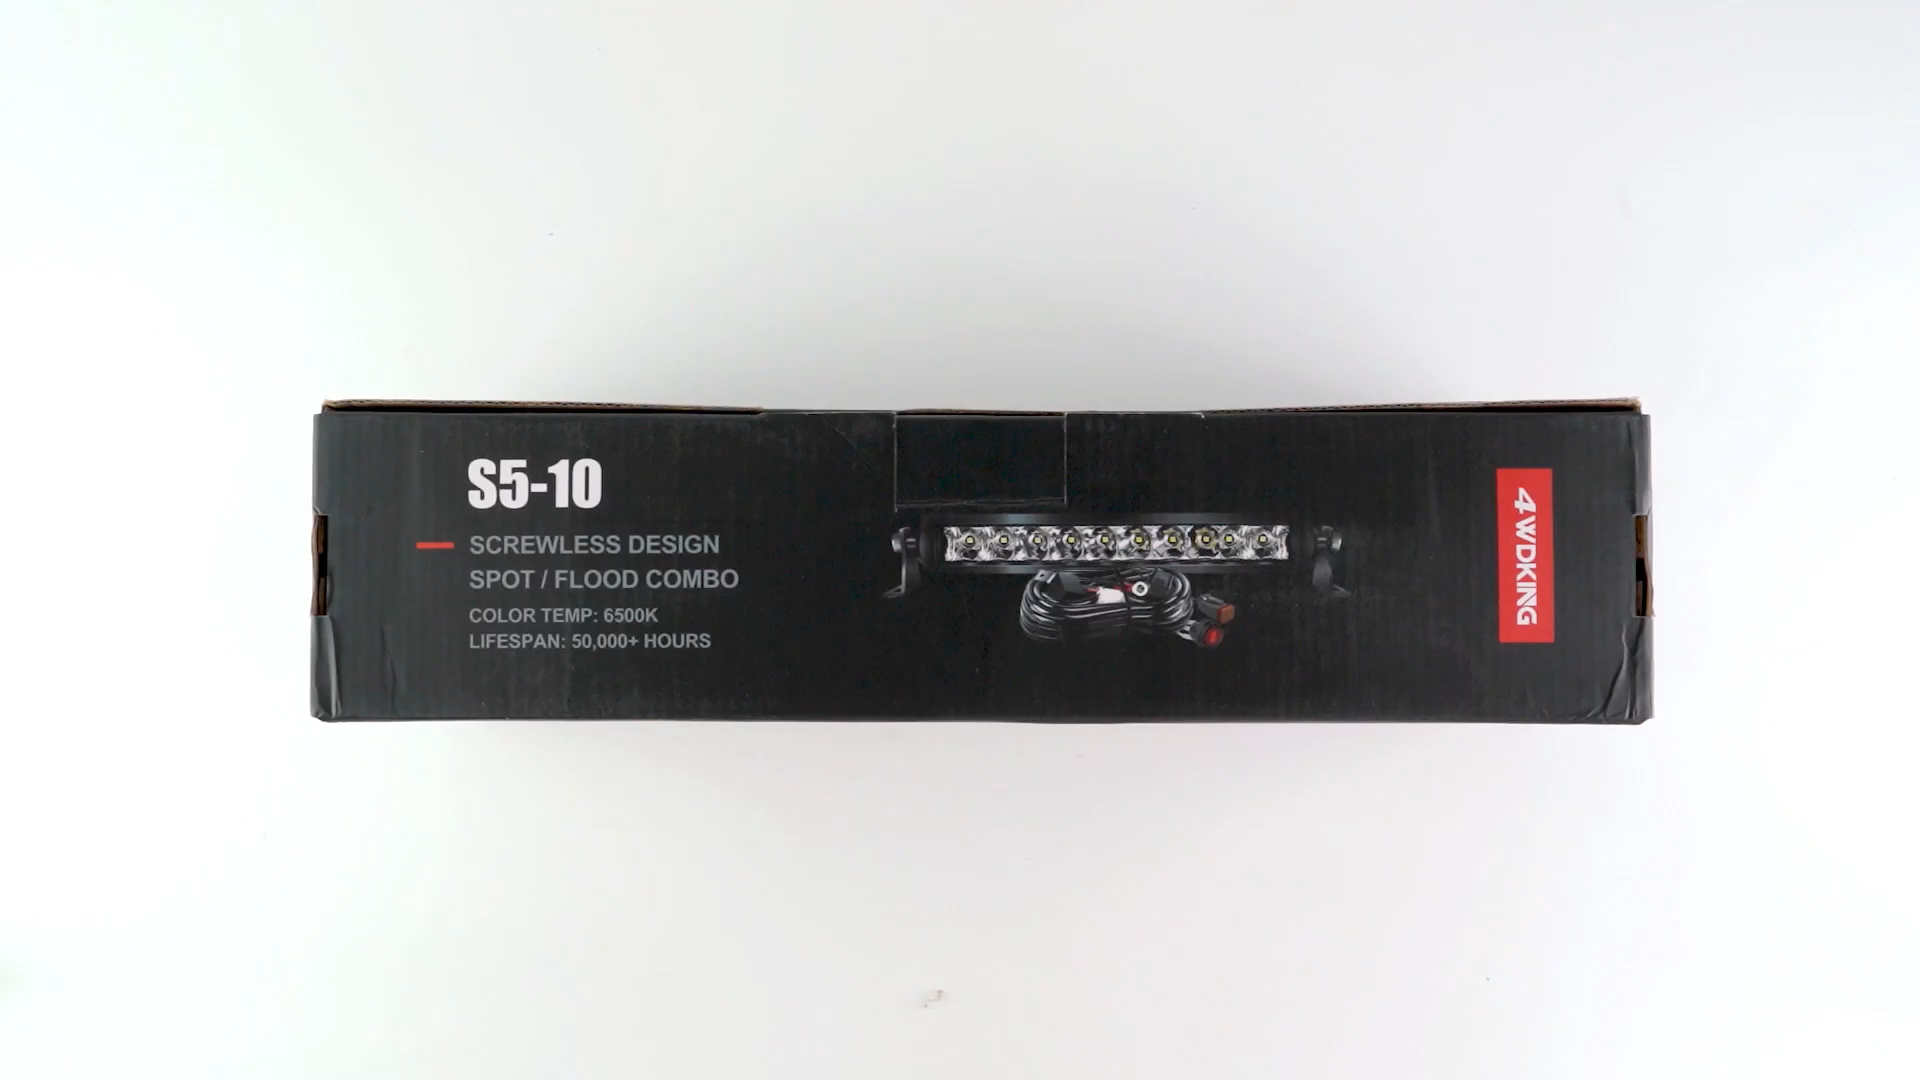 S5-10
SCREWLESS DESIGN
SPOT / FLOOD COMBO
COLOR TEMP: 6500K
LIFESPAN: 50,000+ HOURS
4WDKING